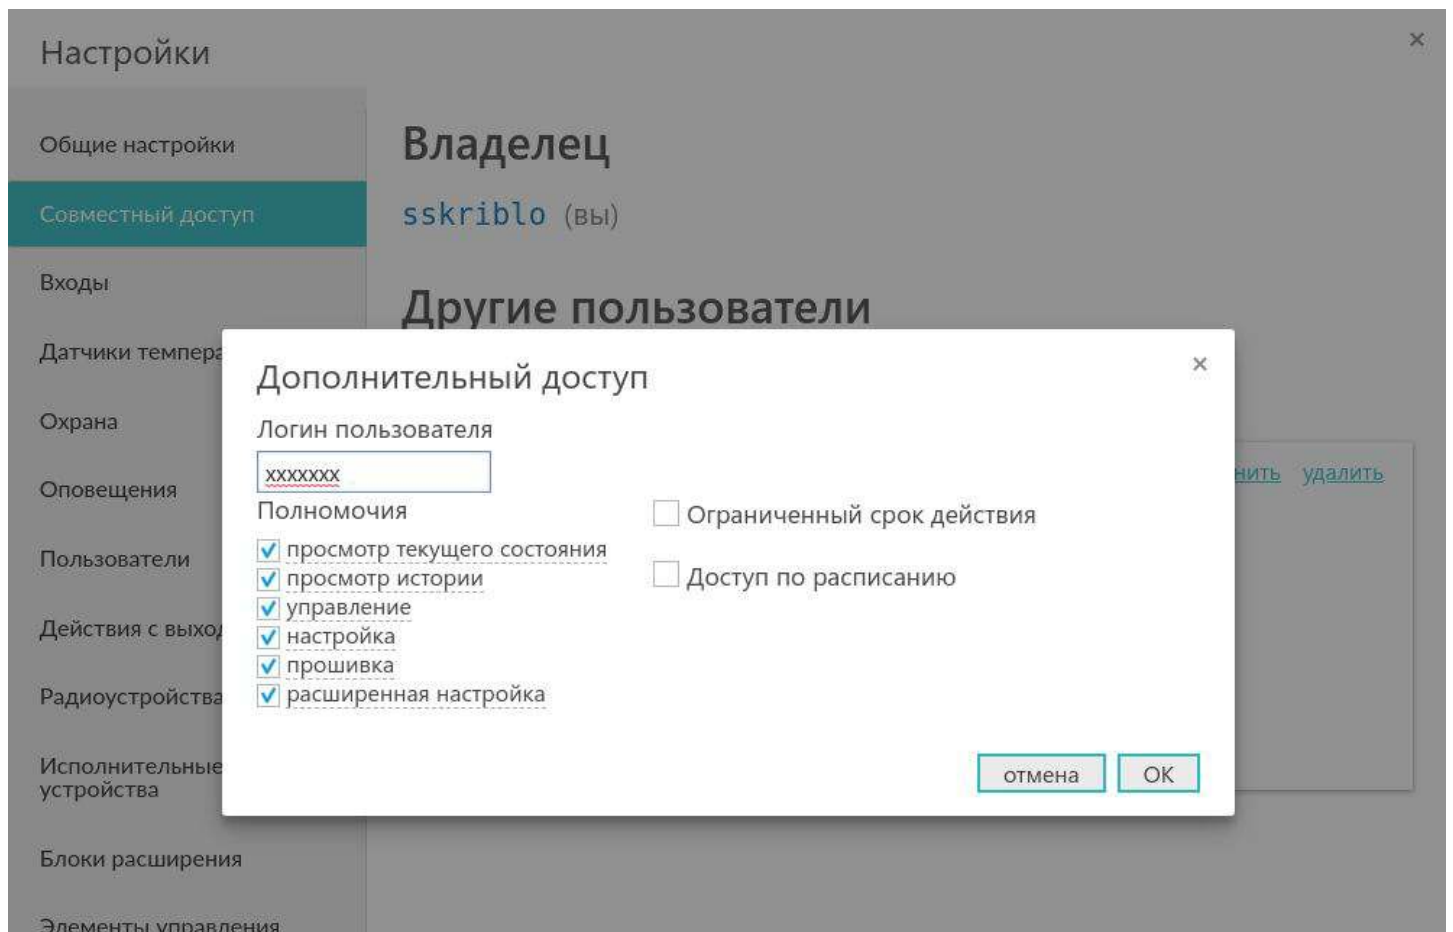 Настройки
×
Общие настройки
Совместный доступ
Входы
Датчики темпера
Охрана
Оповещения
Пользователи
Действия с выход
Радиоустройства
Исполнительные
устройства
Блоки расширения
Элементы управления
Владелец
sskriblo (вы)
Другие пользователи
нить удалить
Дополнительный доступ
×
Логин пользователя
xxxxxxx
Полномочия
просмотр текущего состояния
просмотр истории
управление
настройка
прошивка
расширенная настройка
Ограниченный срок действия
Доступ по расписанию
отмена
ОК